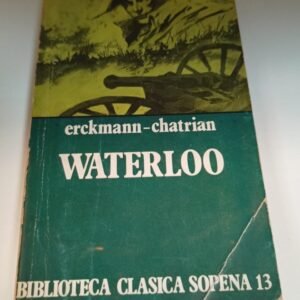 erckmann-chatrian
WATERLOO
BIBLIOTECA CLASICA SOPENA 13